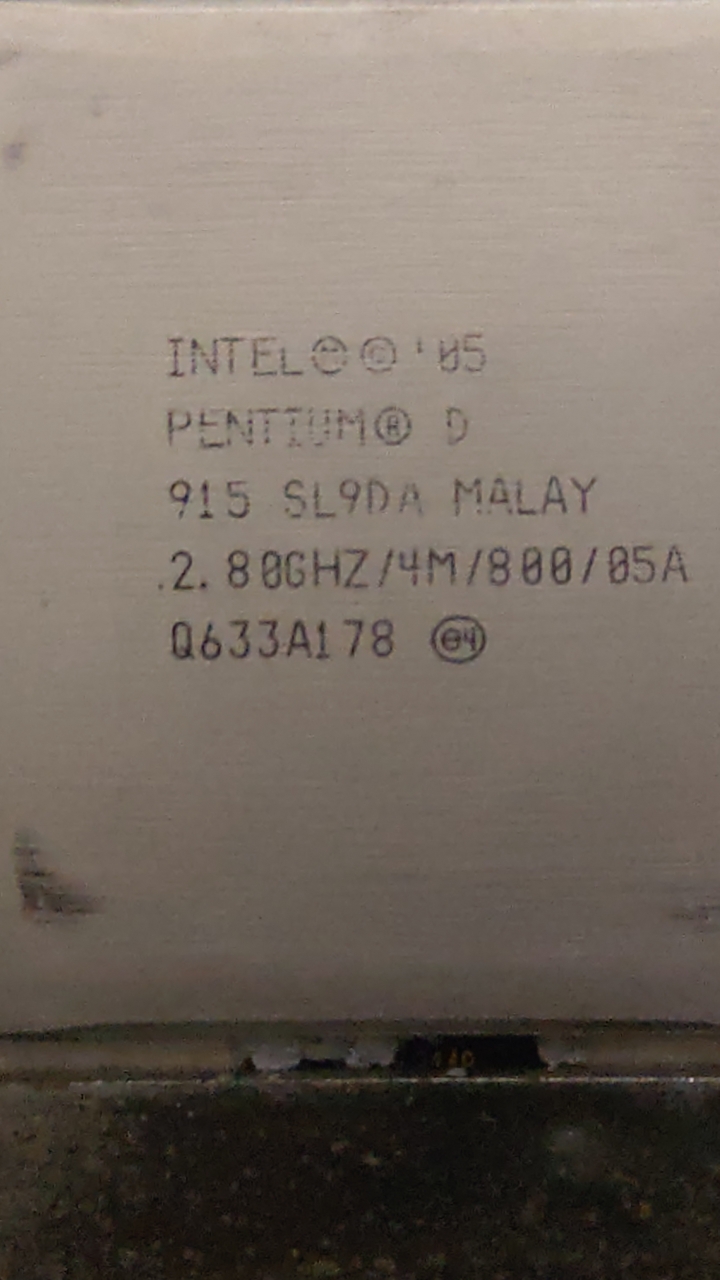 INTEL Ⓜ © '05
PENTIUM® D
915 SL9DA MALAY
2.80GHZ/4M/800/05A
Q633A178 e4